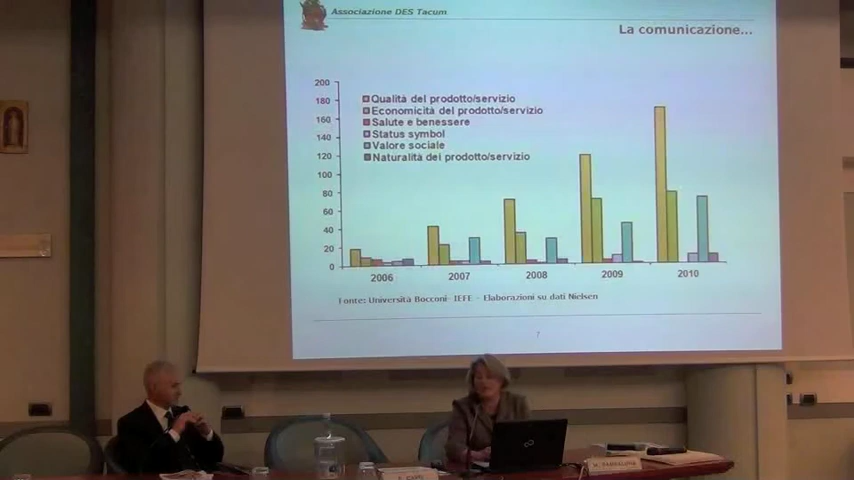 Associazione DES Tacum
La comunicazione...
200
180
160
140
120
100
80
60
40
20
0
Qualità del prodotto/servizio
Economicità del prodotto/servizio
Salute e benessere
Status symbol
Valore sociale
Naturalità del prodotto/servizio
2006 2007 2008 2009 2010
Fonte: Università Bocconi- IEFE - Elaborazioni su dati Nielsen
7